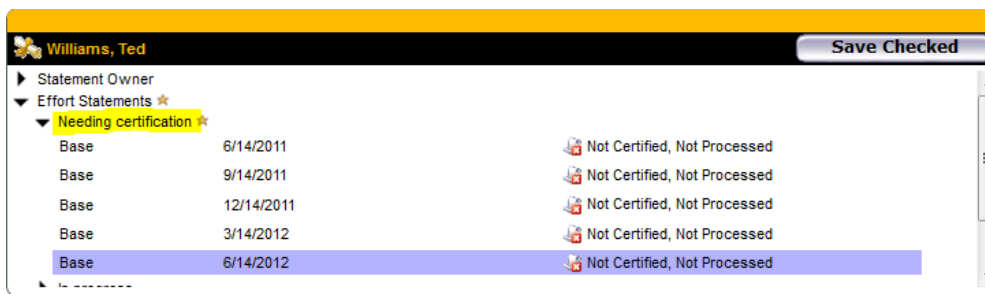 Williams, Ted Save Checked
Statement Owner
Effort Statements
Needing certification
Base 6/14/2011 Not Certified, Not Processed
Base 9/14/2011 Not Certified, Not Processed
Base 12/14/2011 Not Certified, Not Processed
Base 3/14/2012 Not Certified, Not Processed
Base 6/14/2012 Not Certified, Not Processed
In progress